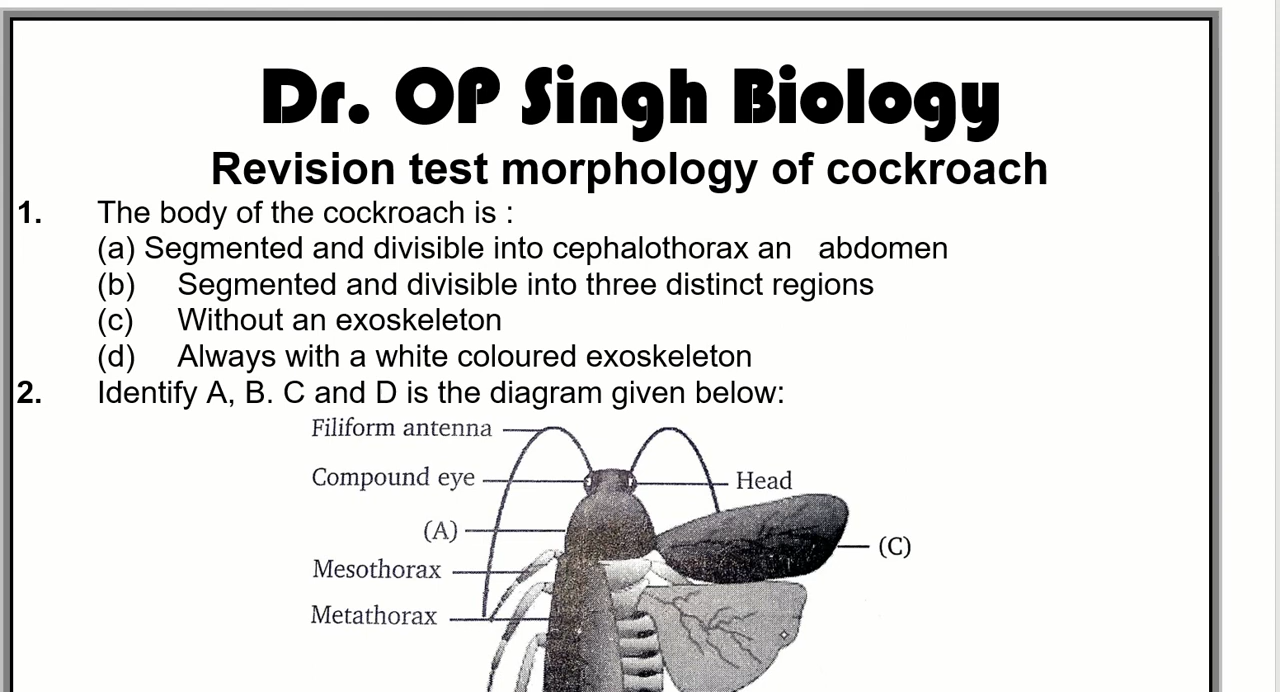 Dr. OP Singh Biology
Revision test morphology of cockroach
1. The body of the cockroach is :
(a) Segmented and divisible into cephalothorax an abdomen
(b) Segmented and divisible into three distinct regions
(c) Without an exoskeleton
(d) Always with a white coloured exoskeleton
2. Identify A, B. C and D is the diagram given below:
Filiform antenna
Compound eye
Head
(A)
(C)
Mesothorax
Metathorax